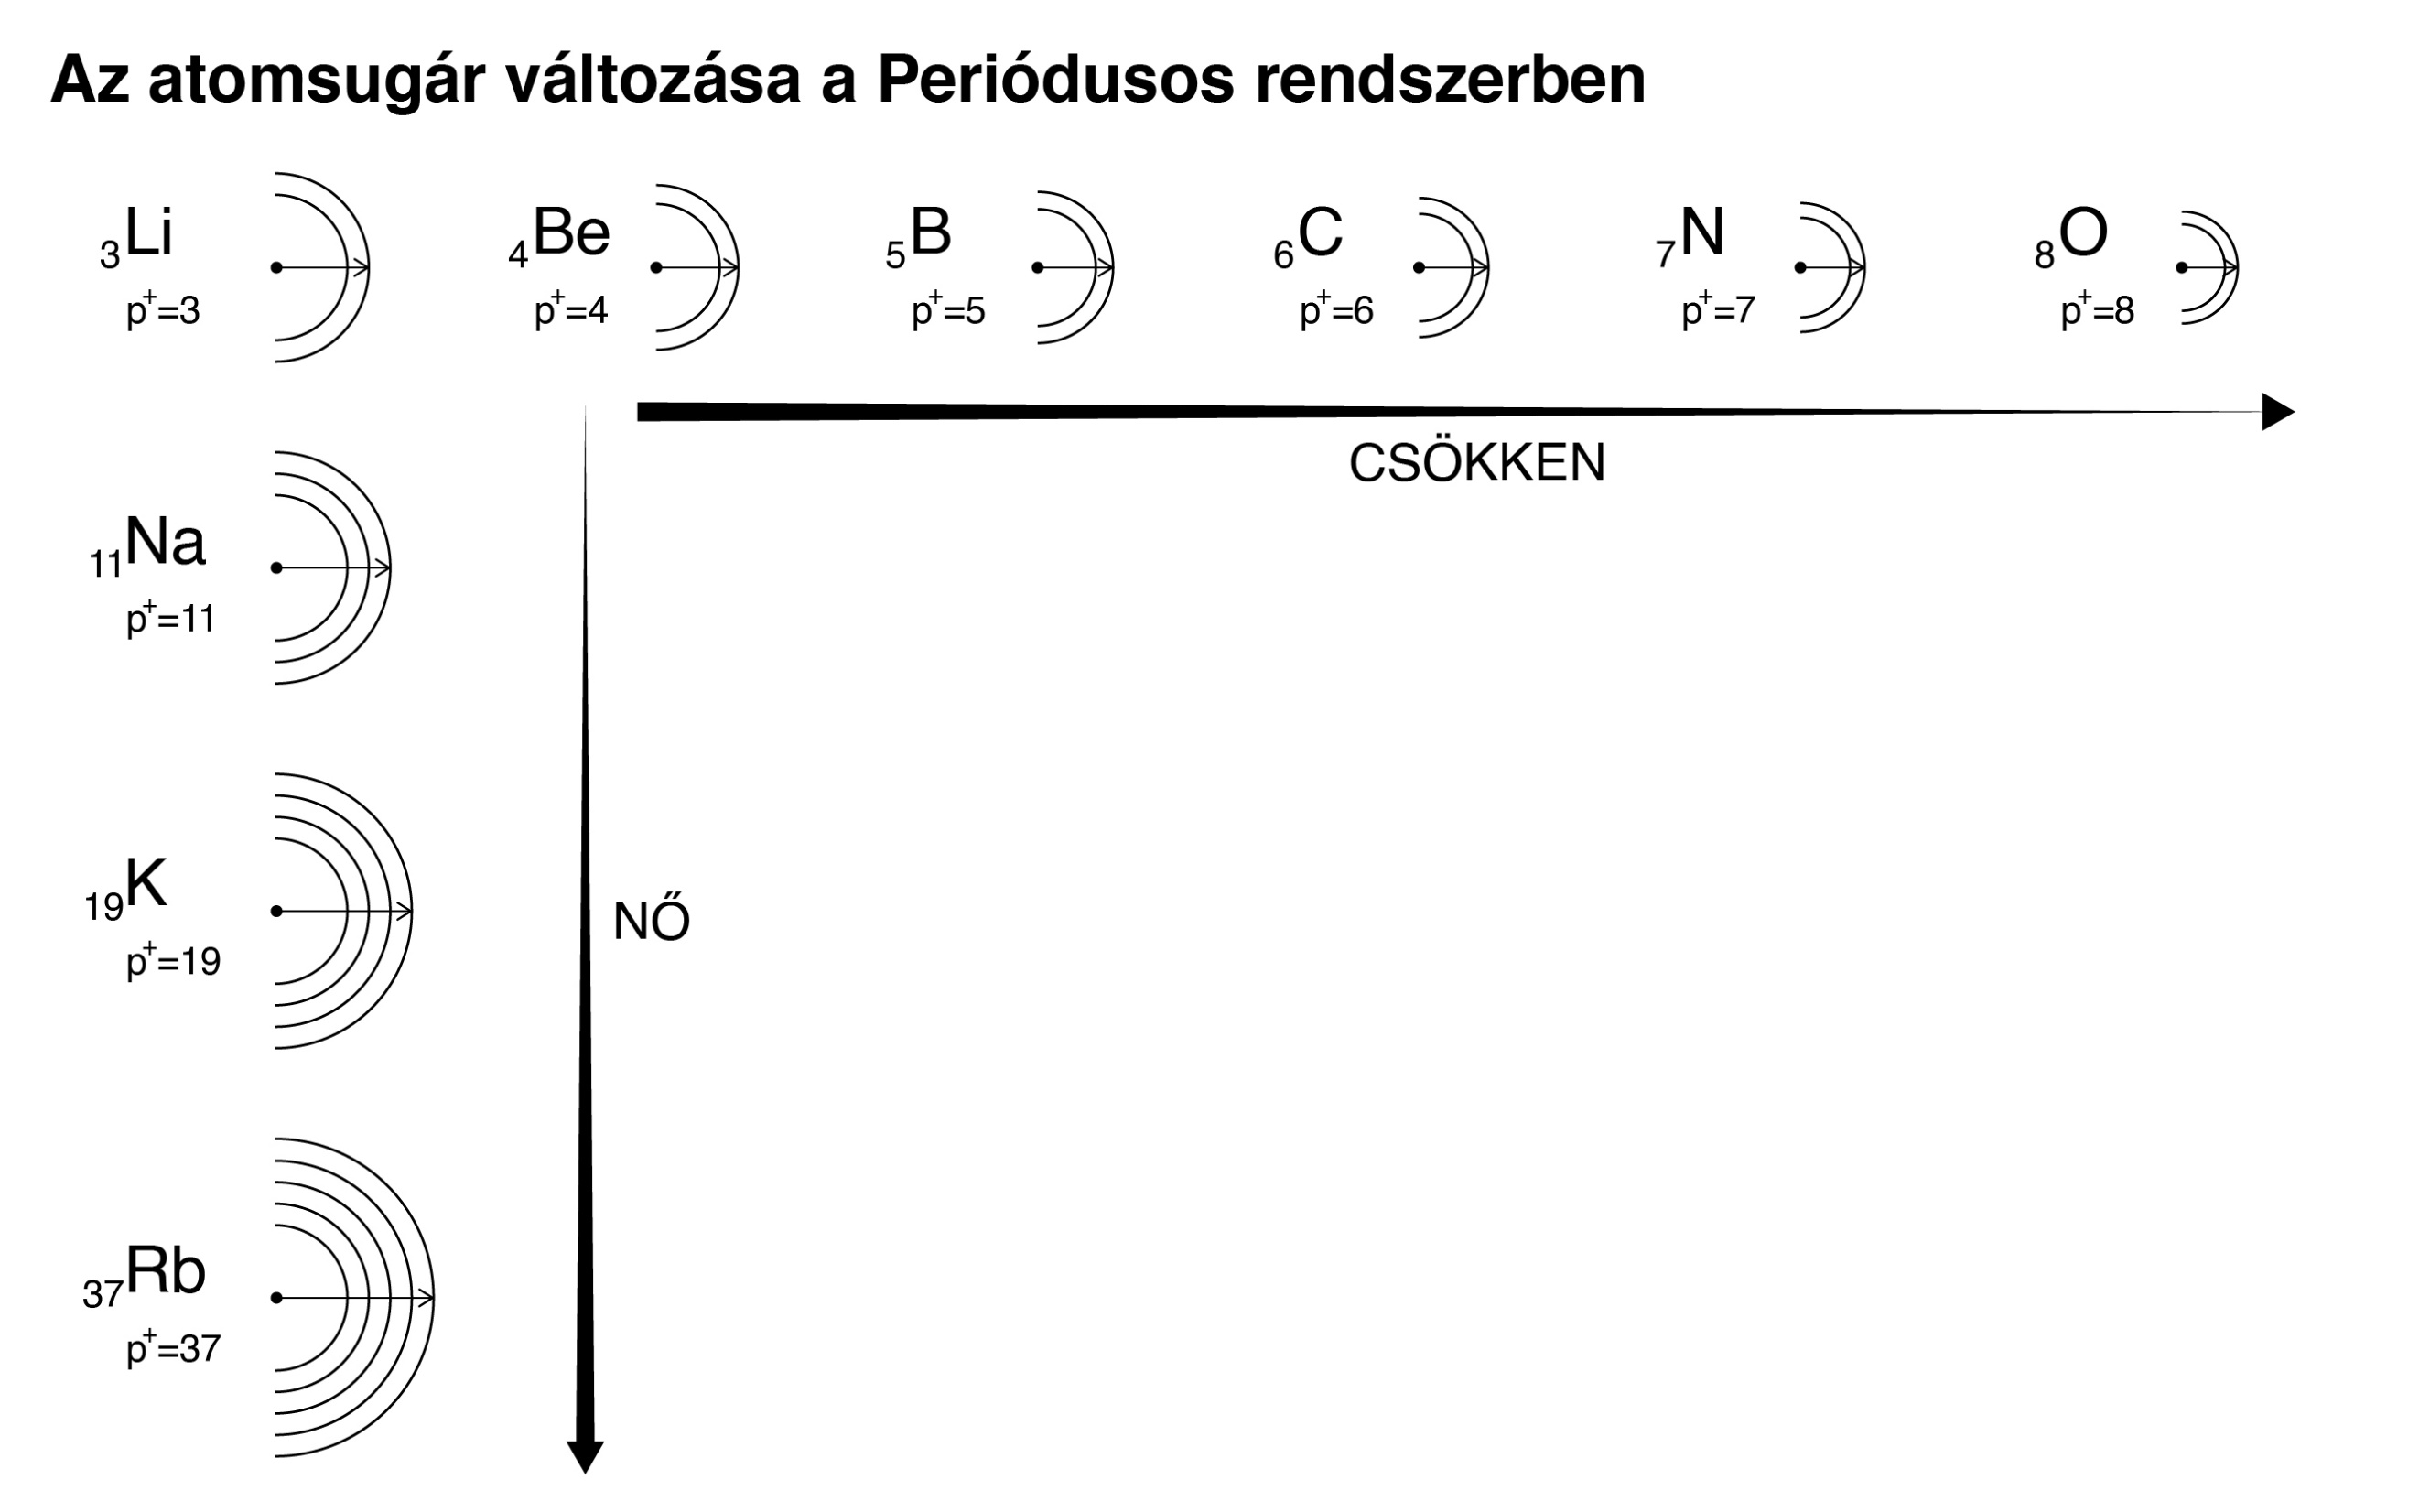 Az atomsugár változása a Periódusos rendszerben
3Li 4Be 5B 6C 7N 8O
p+=3 p+=4 p+=5 p+=6 p+=7 p+=8
CSÖKKEN
11Na
p+=11
19K
NŐ
p+=19
37Rb
p+=37